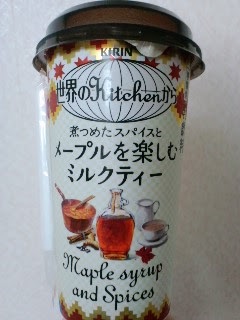 KIRIN
世界のKitchenから
煮つめたスパイスと
メープルを楽しむ
ミルクティー
Maple syrup
and Spices